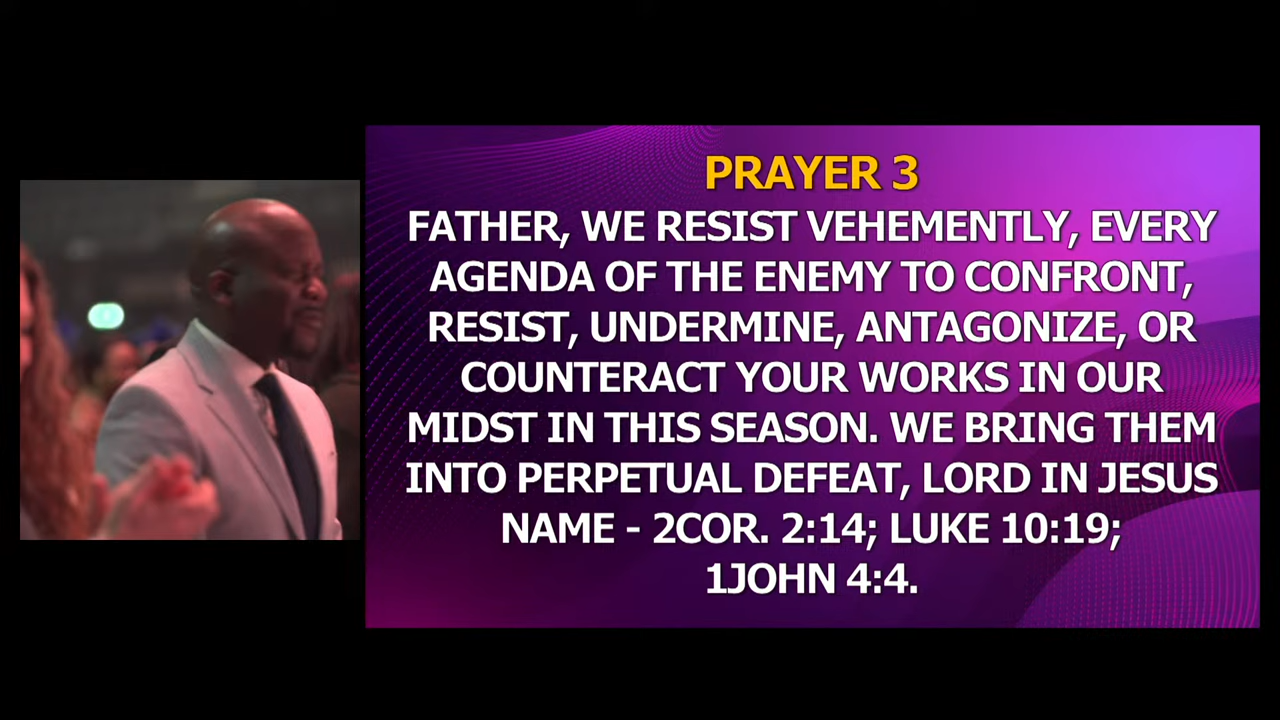 PRAYER 3
FATHER, WE RESIST VEHEMENTLY, EVERY
AGENDA OF THE ENEMY TO CONFRONT,
RESIST, UNDERMINE, ANTAGONIZE, OR
COUNTERACT YOUR WORKS IN OUR
MIDST IN THIS SEASON. WE BRING THEM
INTO PERPETUAL DEFEAT, LORD IN JESUS
NAME - 2COR. 2:14; LUKE 10:19;
1JOHN 4:4.